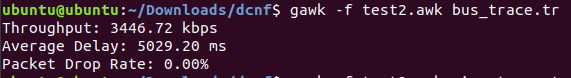 ubuntu@ubuntu:~/Downloads/dcnf$ gawk -f test2.awk bus_trace.tr
Throughput: 3446.72 kbps
Average Delay: 5029.20 ms
Packet Drop Rate: 0.00%